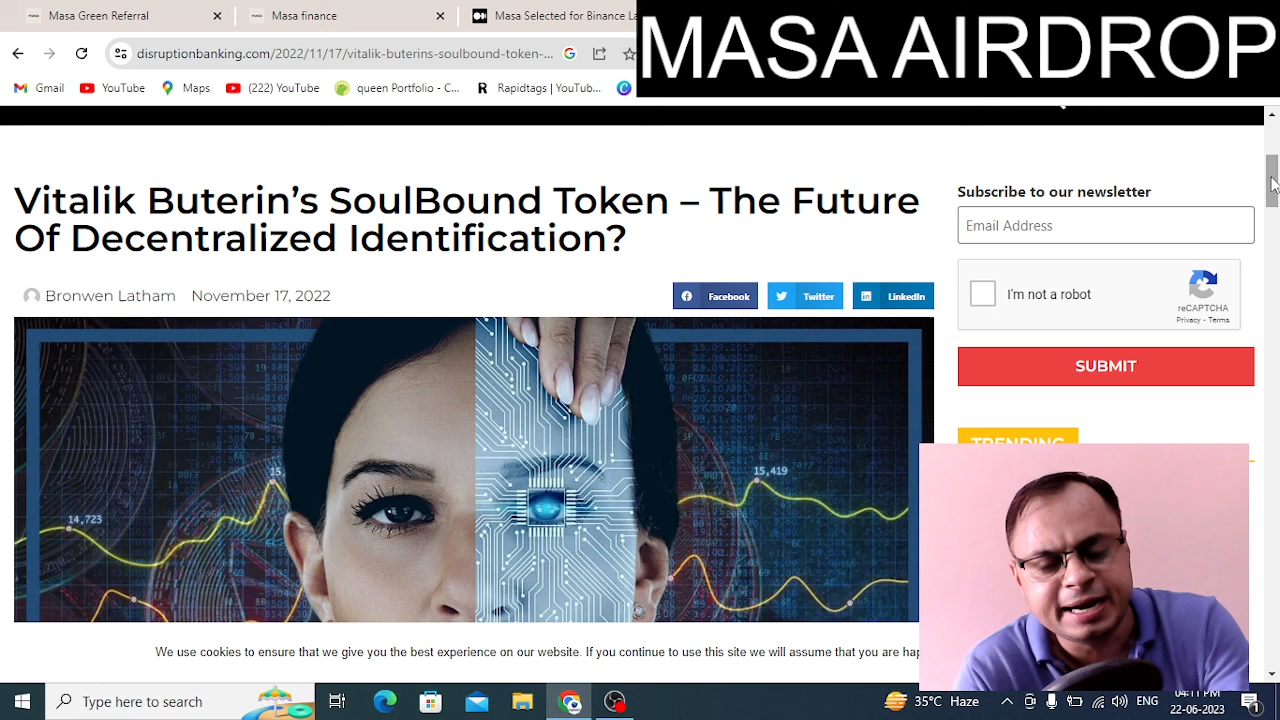 Masa Green Referral
Masa finance
Masa Selected for Binance La
MASA AIRDROP
disruptionbanking.com/2022/11/17/vitalik-buterins-soulbound-token-...
Gmail
YouTube
Maps
(222) YouTube
queen Portfolio - C...
Rapidtags | YouTub...
Vitalik Buterin's SoulBound Token – The Future
Of Decentralized Identification?
Bronwen Latham
November 17, 2022
Facebook
Twitter
LinkedIn
Subscribe to our newsletter
Email Address
I'm not a robot
reCAPTCHA
Privacy - Terms
SUBMIT
TRENDING
14,723
15,
15,419
We use cookies to ensure that we give you the best experience on our website. If you continue to use this site we will assume that you are hap
Type here to search
35°C Haze
ENG
04:11 PM
22-06-2023